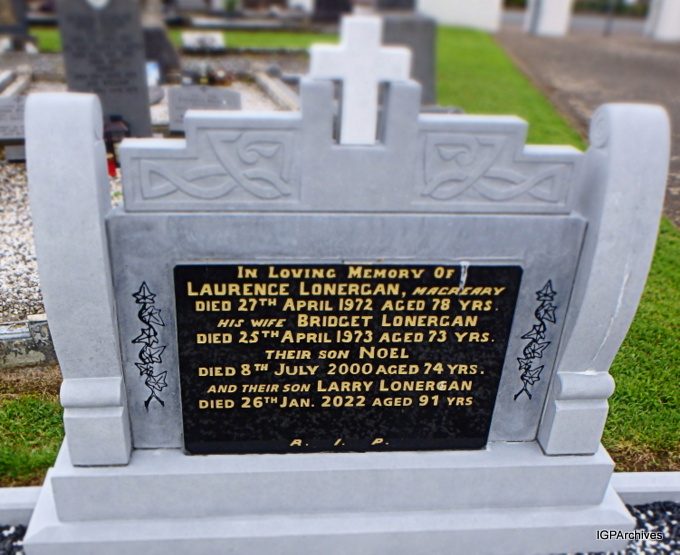 In Loving Memory Of
LAURENCE LONERGAN, MAGREARY
DIED 27TH APRIL 1972 AGED 78 YRS.
HIS WIFE BRIDGET LONERGAN
DIED 25TH APRIL 1973 AGED 73 YRS.
THEIR SON NOEL
DIED 8TH JULY 2000 AGED 74 YRS.
AND THEIR SON LARRY LONERGAN
DIED 26TH JAN. 2022 AGED 91 YRS
R. I. P.
IGPArchives